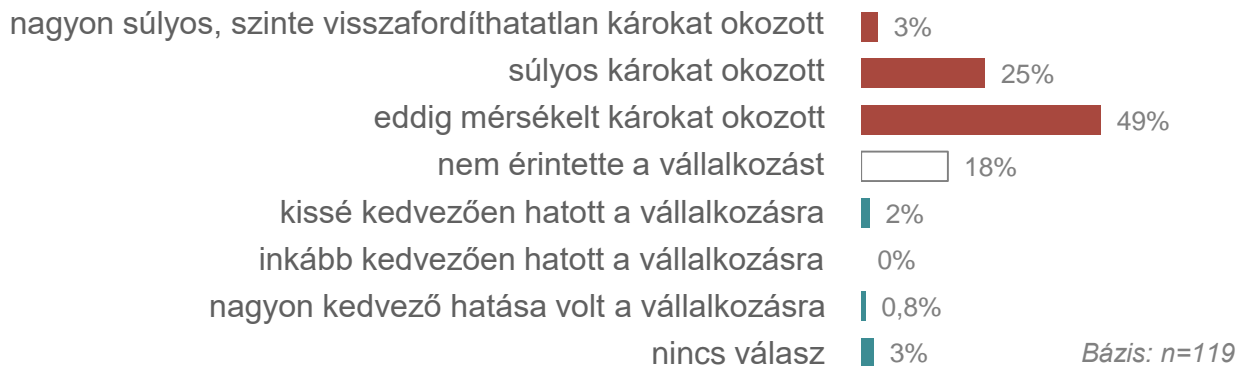 nagyon súlyos, szinte visszafordíthatatlan károkat okozott 3%
súlyos károkat okozott 25%
eddig mérsékelt károkat okozott 49%
nem érintette a vállalkozást 18%
kissé kedvezően hatott a vállalkozásra 2%
inkább kedvezően hatott a vállalkozásra 0%
nagyon kedvező hatása volt a vállalkozásra 0,8%
nincs válasz 3% Bázis: n=119